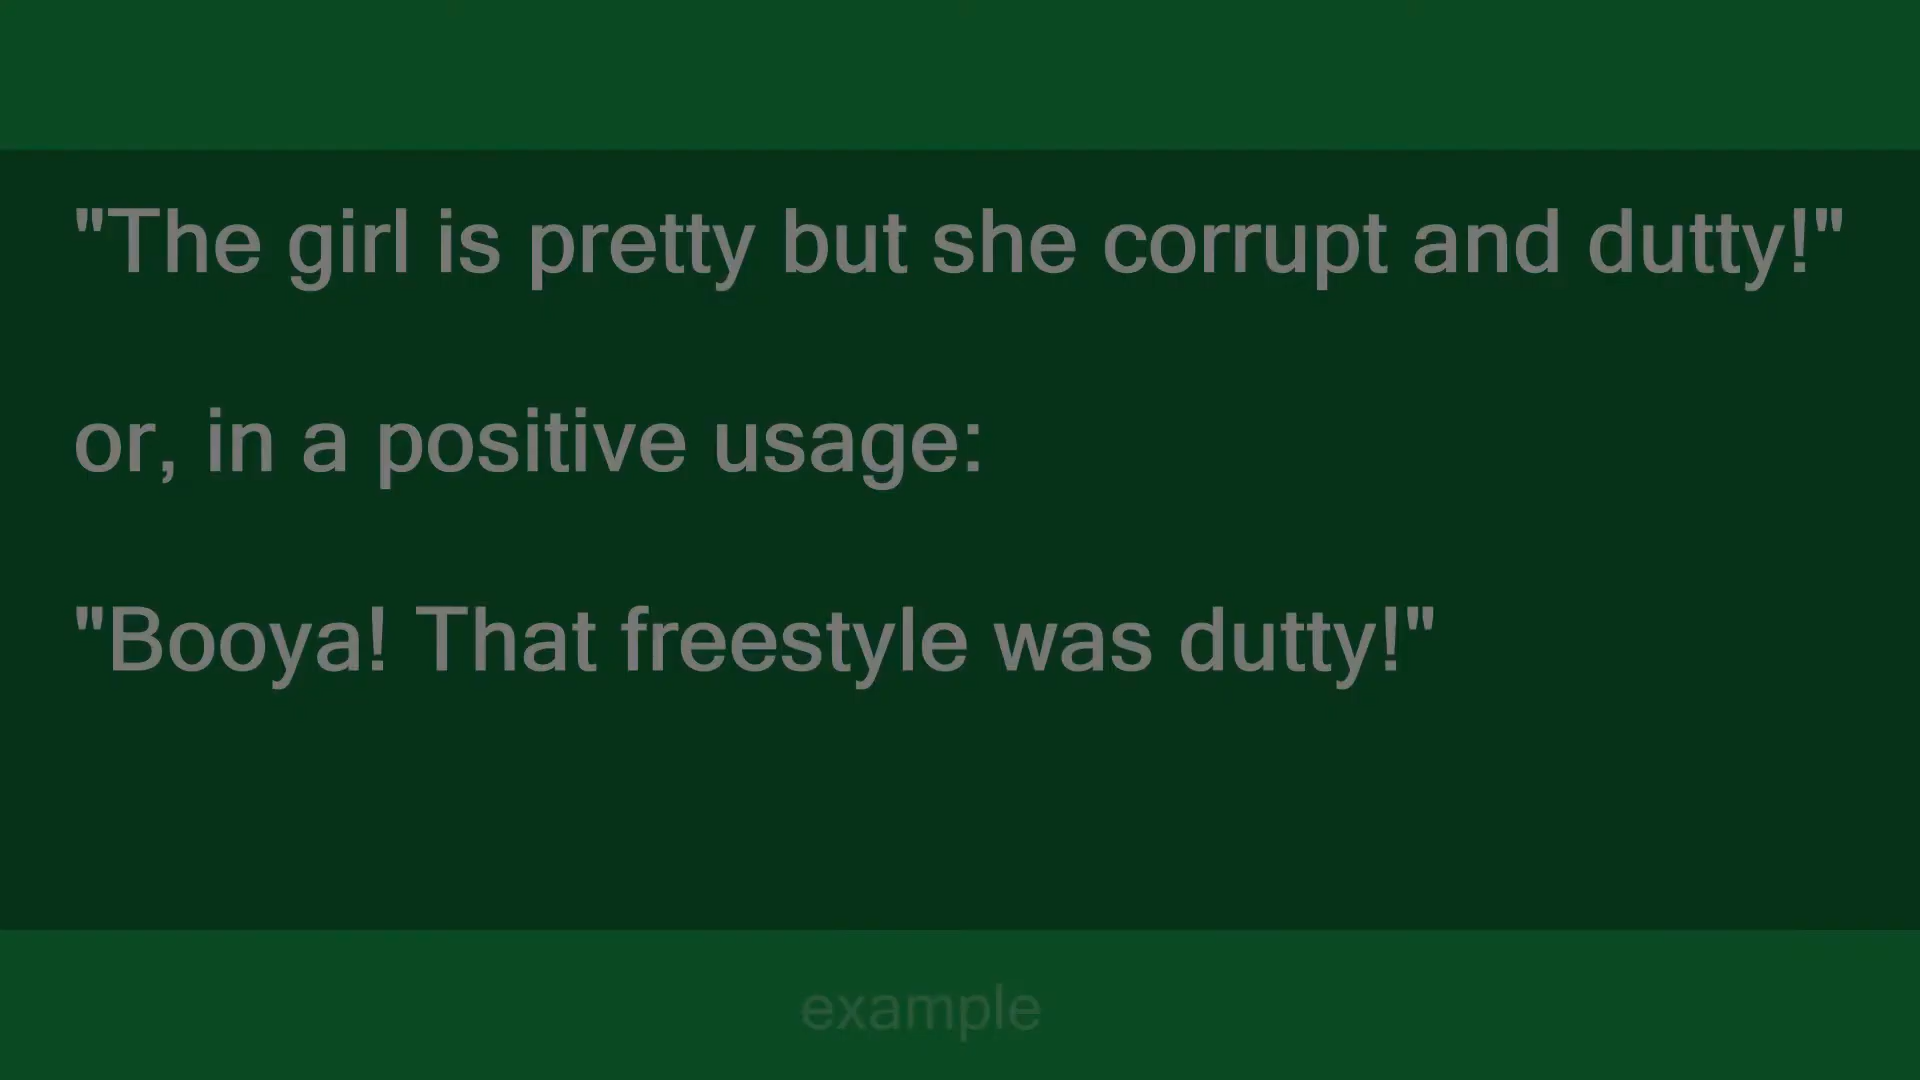 "The girl is pretty but she corrupt and dutty!"
or, in a positive usage:
"Booya! That freestyle was dutty!"
example